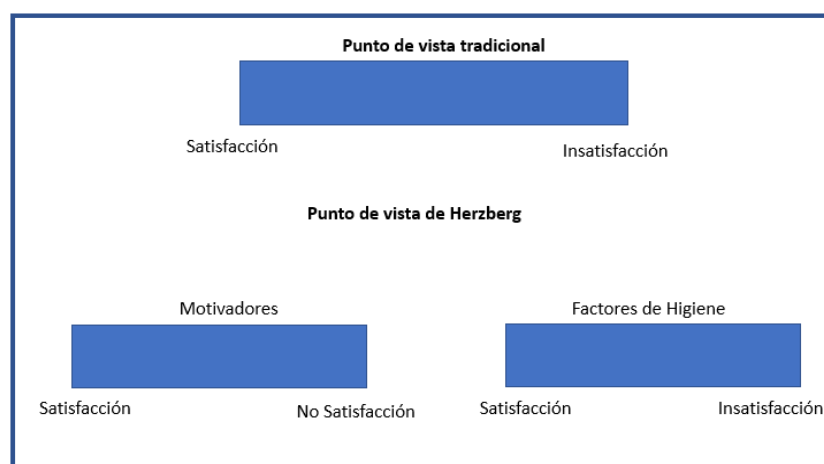 Punto de vista tradicional
Satisfacción
Insatisfacción
Punto de vista de Herzberg
Motivadores
Factores de Higiene
Satisfacción
No Satisfacción
Satisfacción
Insatisfacción